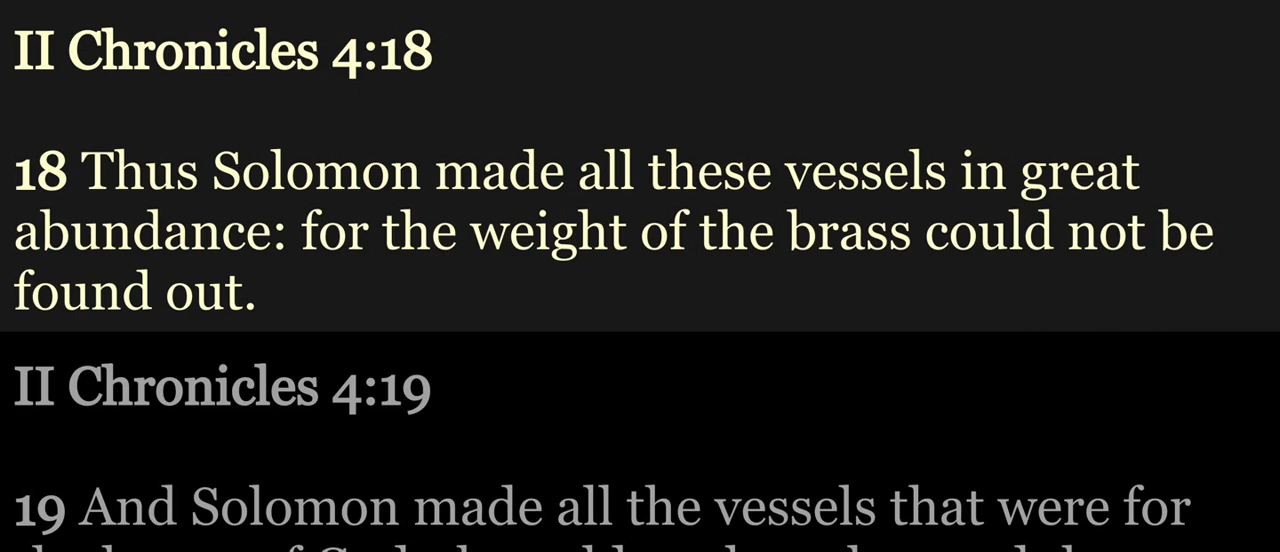 II Chronicles 4:18
18 Thus Solomon made all these vessels in great
abundance: for the weight of the brass could not be
found out.
II Chronicles 4:19
19 And Solomon made all the vessels that were for